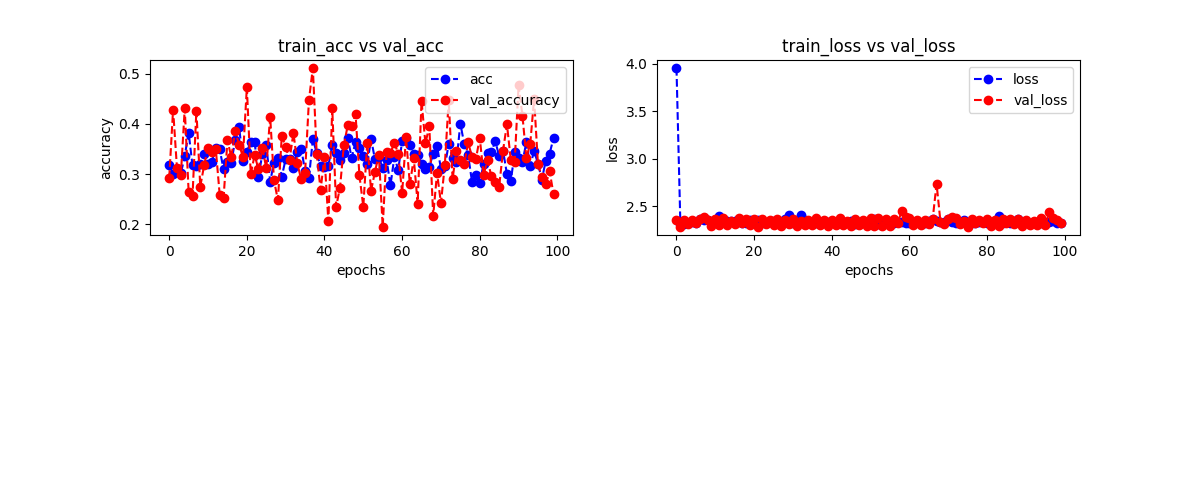 train_acc vs val_acc
accuracy
0.5
0.4
0.3
0.2
acc
val_accuracy
0 20 40 60 80 100
epochs
train_loss vs val_loss
loss
4.0
3.5
3.0
2.5
loss
val_loss
0 20 40 60 80 100
epochs